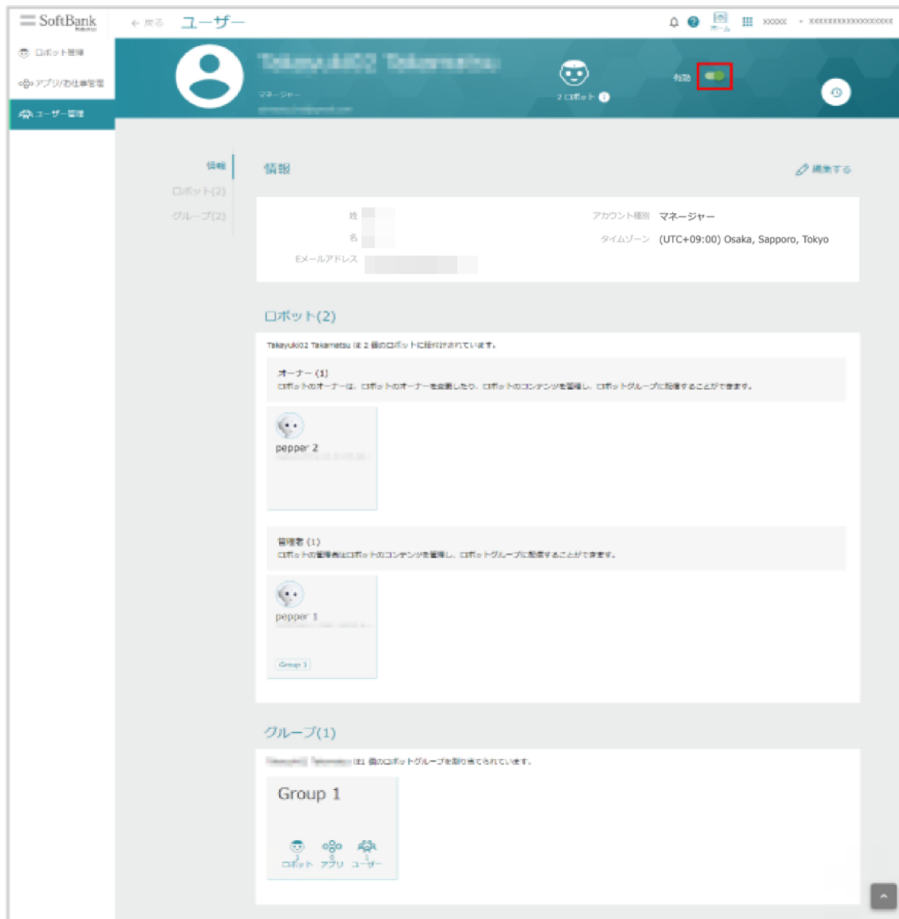 SoftBank
Robotics
← 戻る ユーザー
ホーム
xxxxx
xxxxxxxxxxxxxxxxxx
ロボット管理
アプリ/お仕事管理
ユーザー管理
マネージャー
2 ロボット
有効
情報
ロボット(2)
グループ(2)
情報
編集する
姓
名
Eメールアドレス
アカウント種別 マネージャー
タイムゾーン (UTC+09:00) Osaka, Sapporo, Tokyo
ロボット(2)
Takayuki02 Takamatsu は 2 個のロボットに紐付けされています。
オーナー (1)
ロボットのオーナーは、ロボットのオーナーを変更したり、ロボットのコンテンツを管理し、ロボットグループに配信することができます。
pepper 2
管理者 (1)
ロボットの管理者はロボットのコンテンツを管理し、ロボットグループに配信することができます。
pepper 1
Group 1
グループ(1)
は1 個のロボットグループを割り当てられています。
Group 1
ロボット アプリ ユーザー